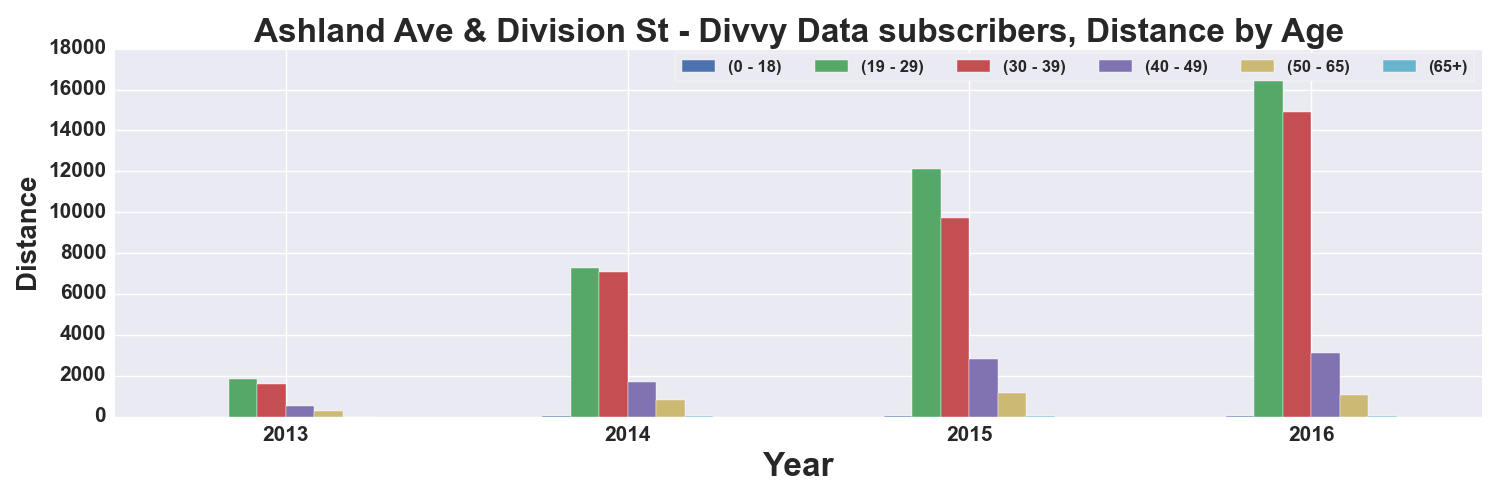 Ashland Ave & Division St - Divvy Data subscribers, Distance by Age
18000
(0 - 18) (19 - 29) (30 - 39) (40 - 49) (50 - 65) (65+)
16000
14000
12000
10000
8000
6000
4000
2000
0
Distance
2013 2014 2015 2016
Year